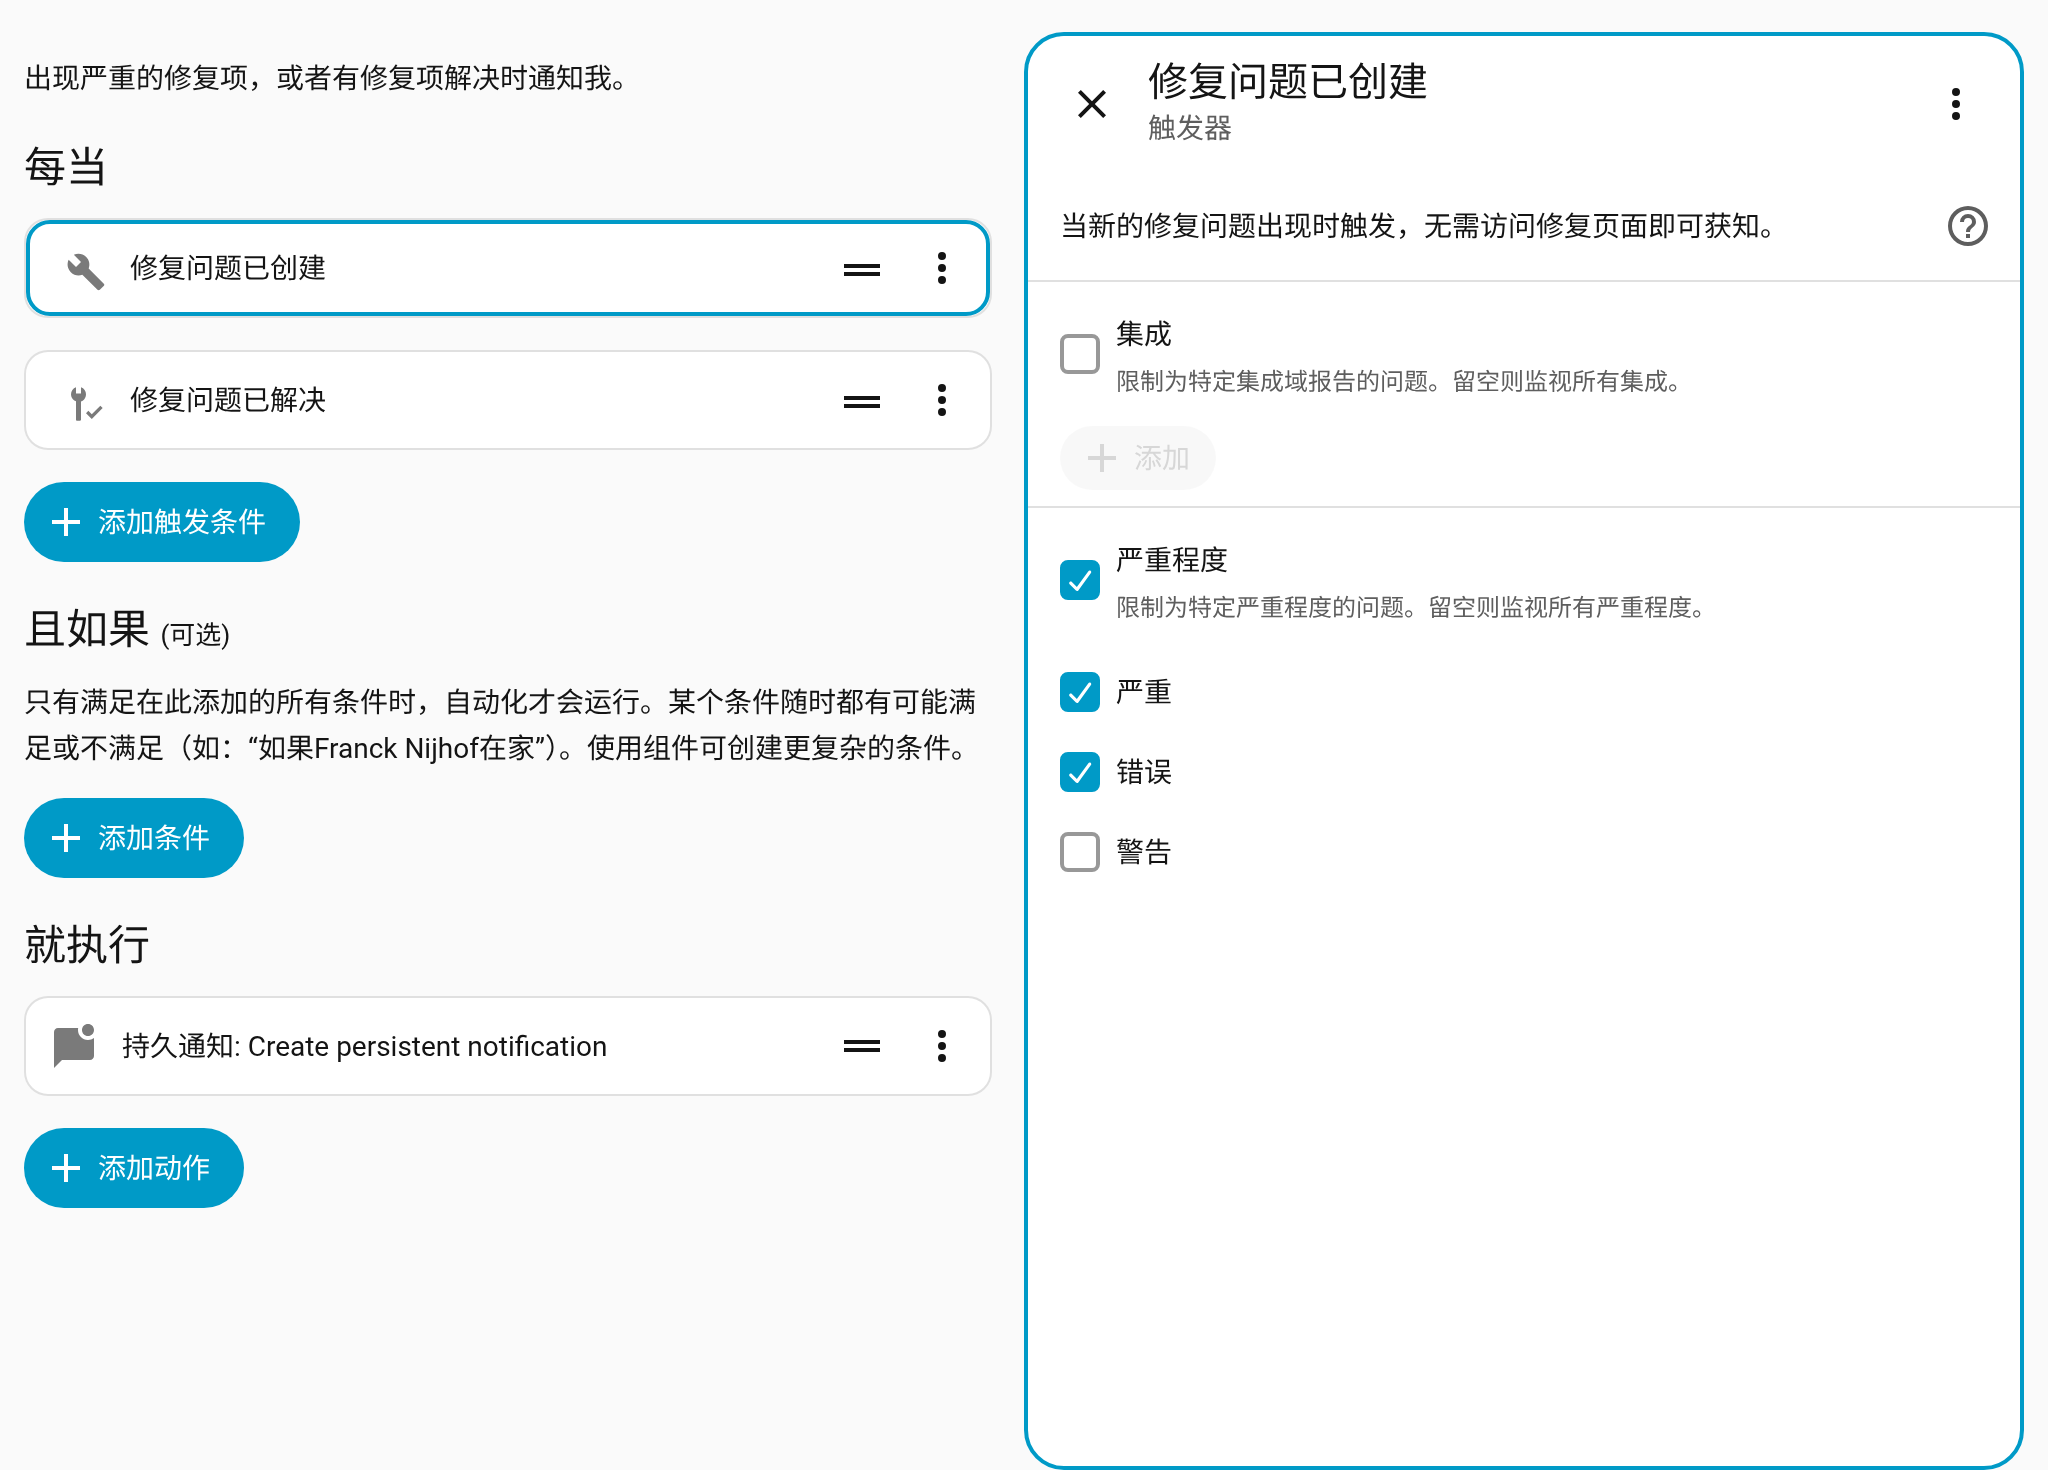 出现严重的修复项，或者有修复项解决时通知我。
每当
修复问题已创建
修复问题已解决
添加触发条件
且如果 (可选)
只有满足在此添加的所有条件时，自动化才会运行。某个条件随时都有可能满
足或不满足（如：“如果Franck Nijhof在家”）。使用组件可创建更复杂的条件。
添加条件
就执行
持久通知: Create persistent notification
添加动作
修复问题已创建
触发器
当新的修复问题出现时触发，无需访问修复页面即可获知。
集成
限制为特定集成域报告的问题。留空则监视所有集成。
添加
严重程度
限制为特定严重程度的问题。留空则监视所有严重程度。
严重
错误
警告